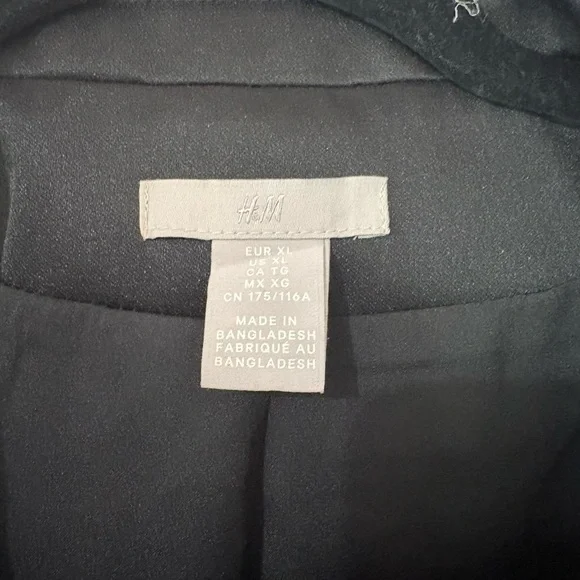 H&M
EUR XL
US XL
CA TG
MX XG
CN 175/116A
MADE IN
BANGLADESH
FABRIQUÉ AU
BANGLADESH